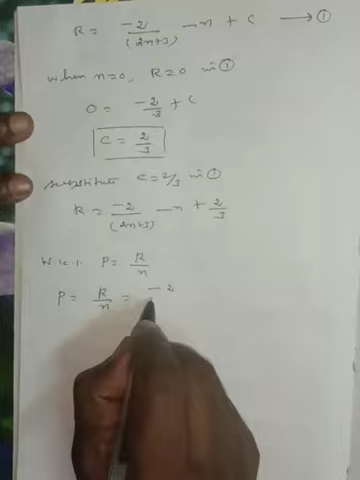 R = -2/(2n+3) - n + c → ①
when n=0, R=0 in ①
0 = -2/3 + c
c = 2/3
substitute c = 2/3 in ①
R = -2/(2n+3) - n + 2/3
W.k.t. P = R/n
P = R/n = -2